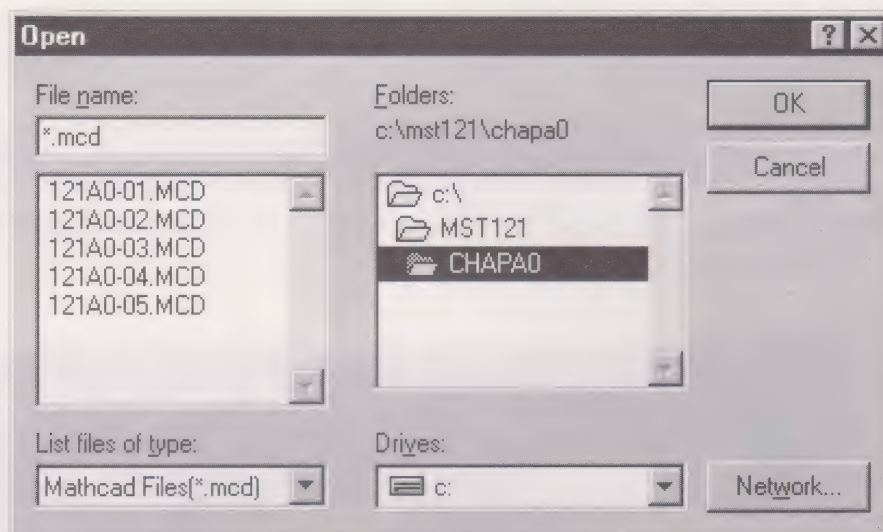 Open
File name:
*.mcd
121A0-01.MCD
121A0-02.MCD
121A0-03.MCD
121A0-04.MCD
121A0-05.MCD
List files of type:
Mathcad Files(*.mcd)
Folders:
c:\mst121\chapa0
c:\
MST121
CHAPA0
Drives:
c:
OK
Cancel
Network...